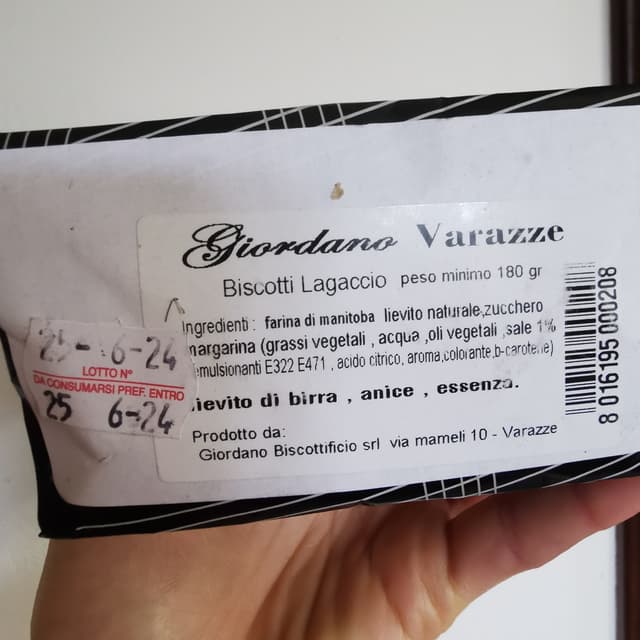 Giordano Varazze
Biscotti Lagaccio peso minimo 180 gr
Ingredienti: farina di manitoba lievito naturale,zucchero
margarina (grassi vegetali , acqua ,oli vegetali ,sale 1%
emulsionanti E322 E471 , acido citrico, aroma,colorante,b-carotene)
lievito di birra , anice , essenza.
Prodotto da:
Giordano Biscottificio srl via mameli 10 - Varazze
8 016195 000208
6-24
LOTTO N°
DA CONSUMARSI PREF. ENTRO
25 6-24